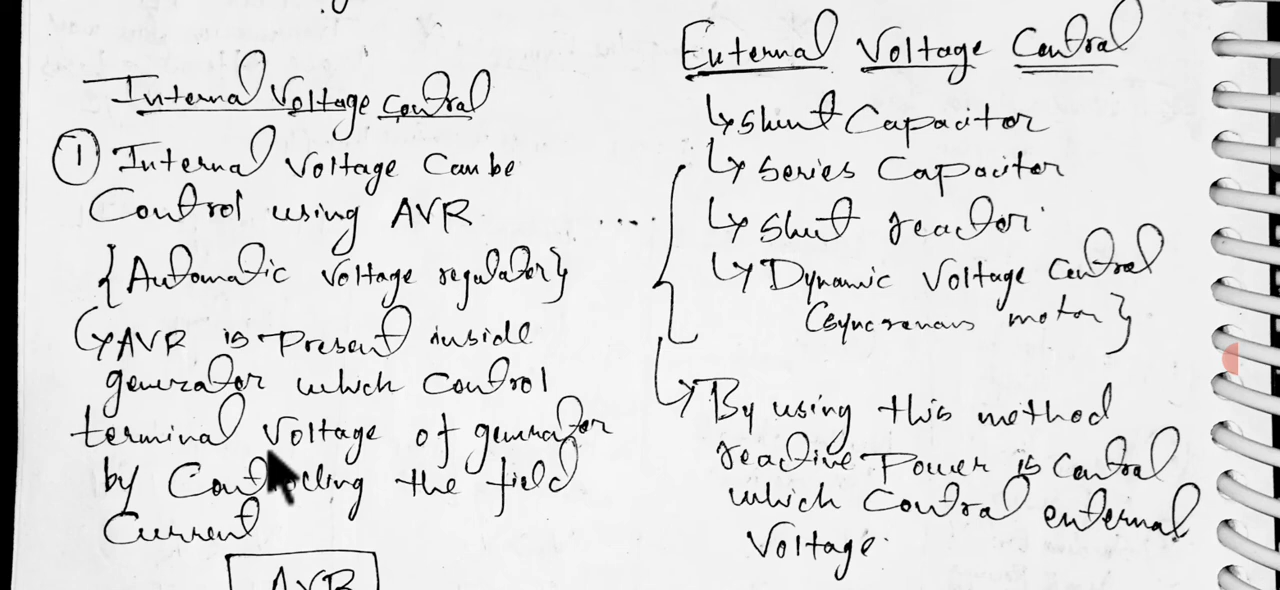 Internal Voltage control
① Internal Voltage Can be
Control using AVR
{Automatic Voltage regulator}
↳AVR is Present inside
generator which Control
terminal Voltage of generator
by Controlling the field
Current
AVR
External Voltage Control
↳Shunt Capacitor
↳ Series Capacitor
↳ Shut reactor
↳ Dynamic Voltage Control
(syncrenous motor}
↳ By using this method
reactive Power is Control
which Control external
Voltage.